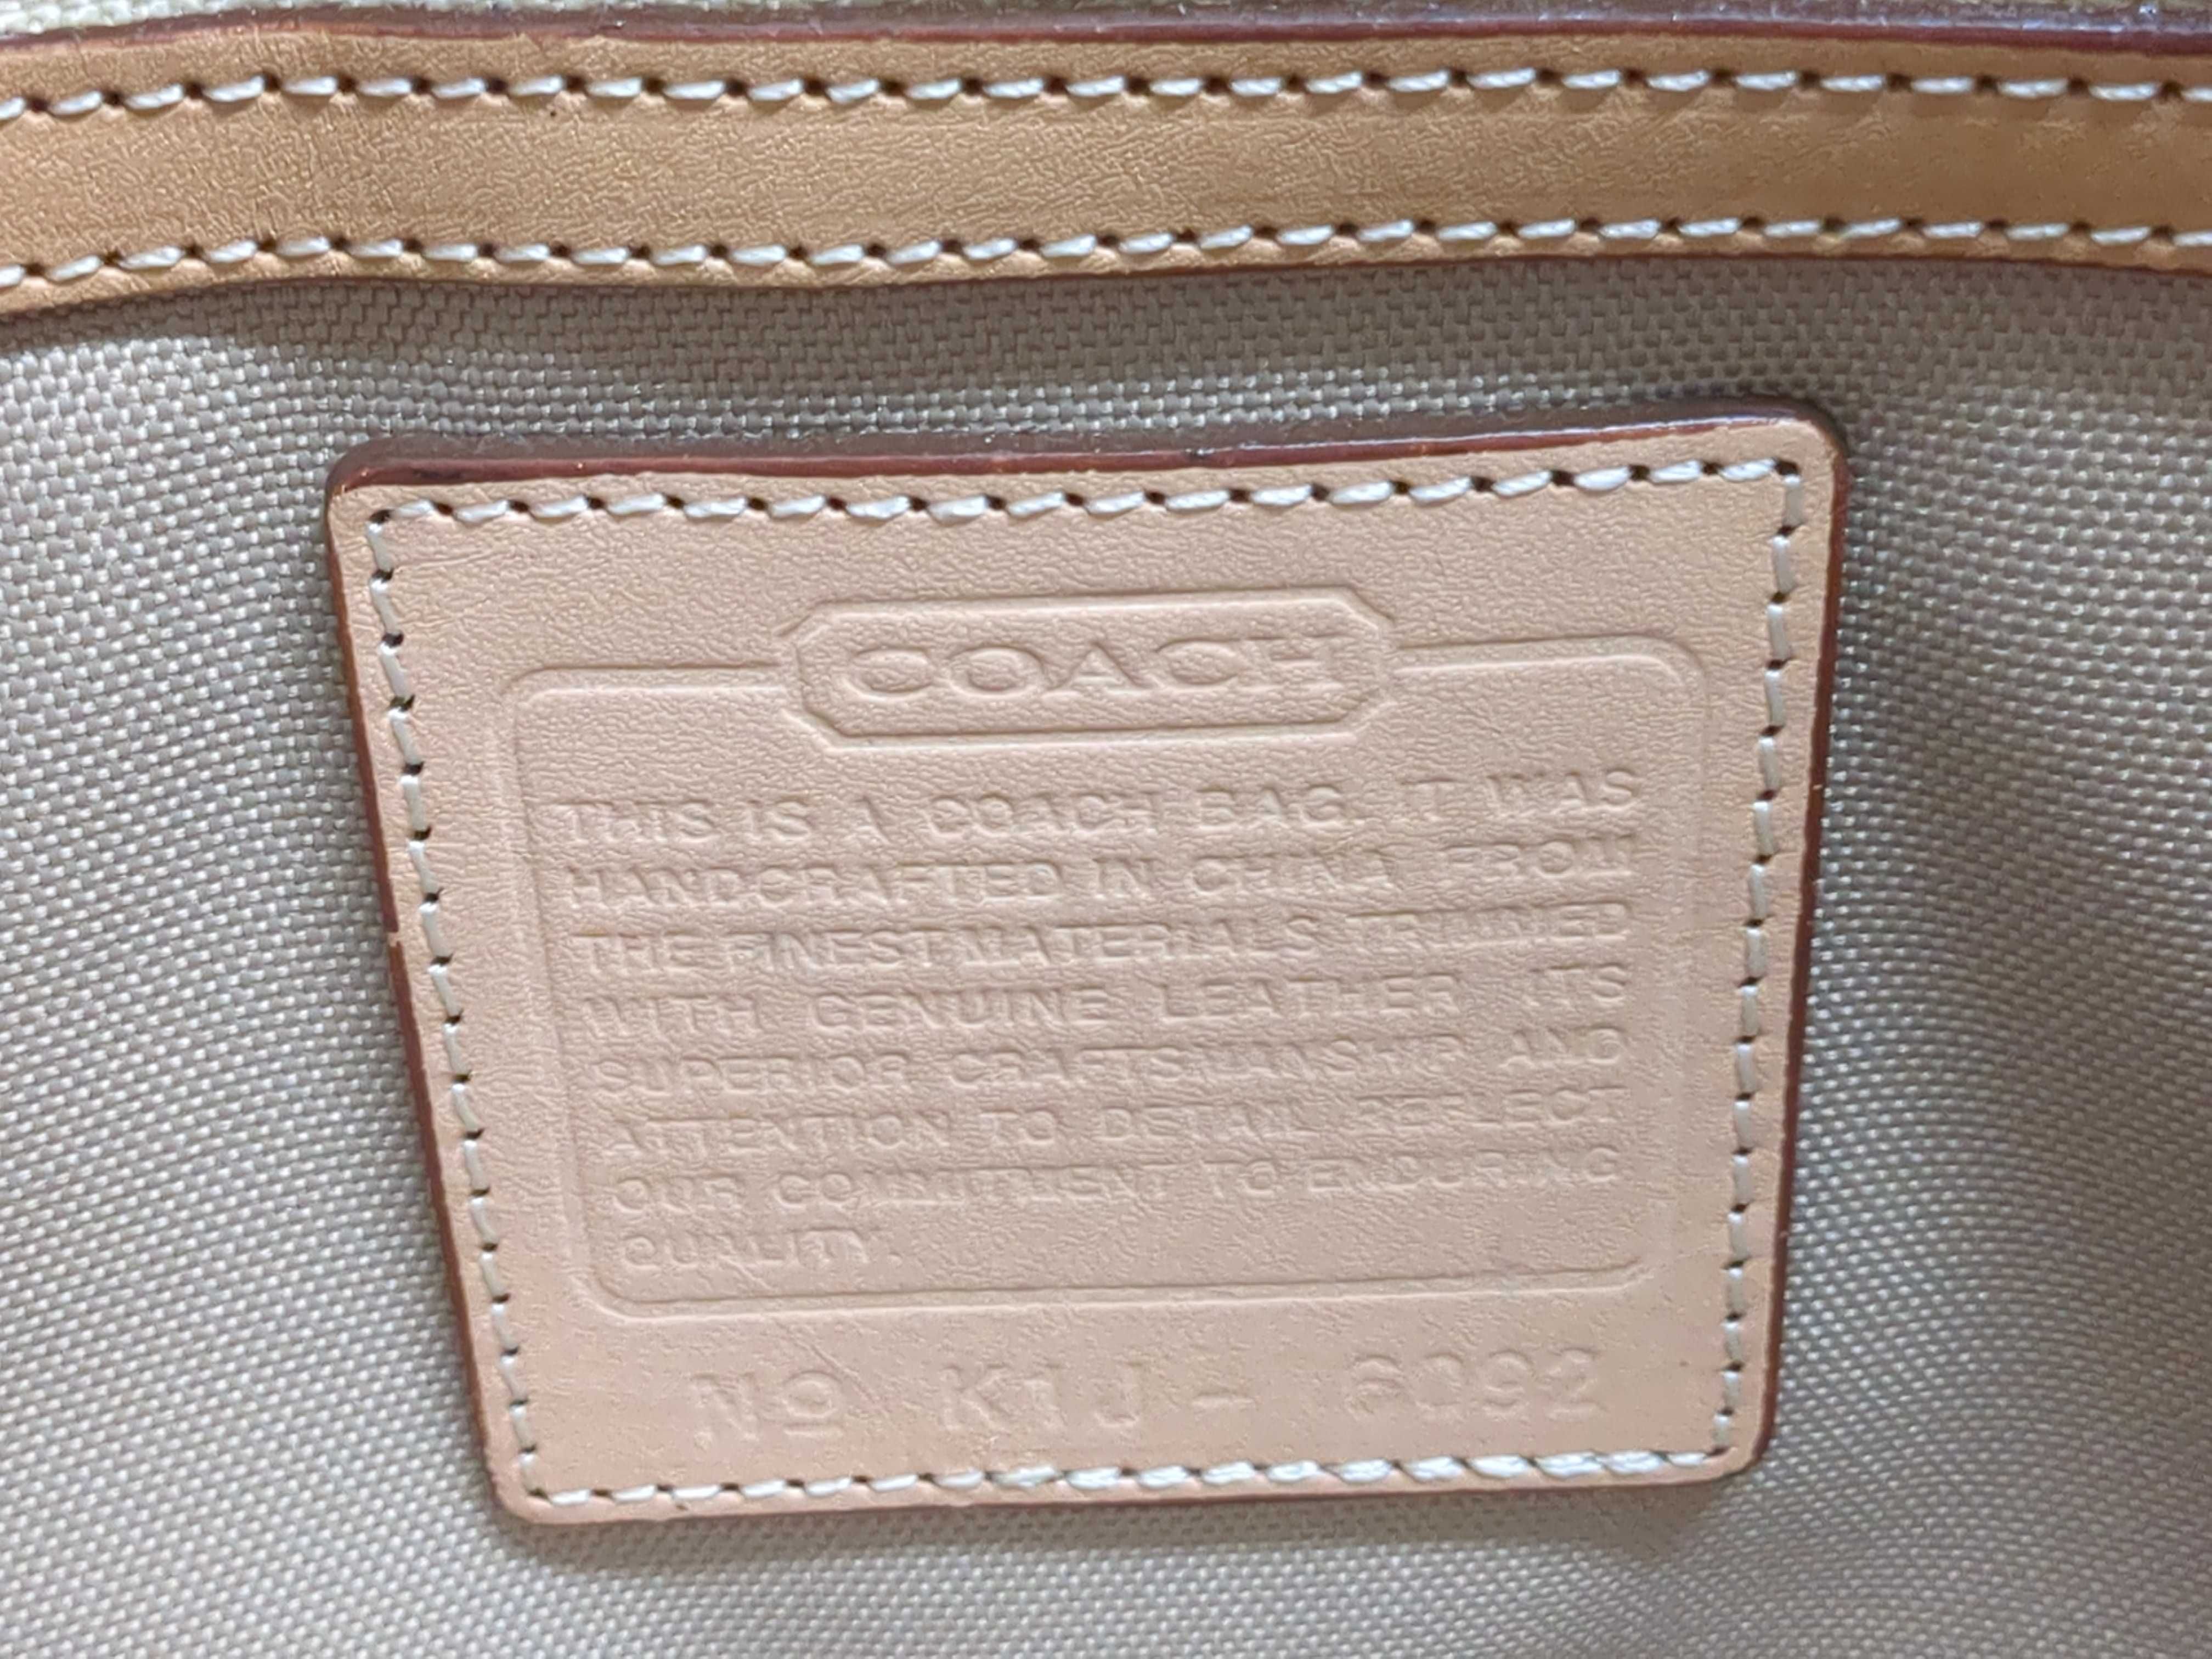 COACH
THIS IS A COACH BAG. IT WAS
HANDCRAFTED IN CHINA FROM
THE FINEST MATERIALS TRIMMED
WITH GENUINE LEATHER. ITS
SUPERIOR CRAFTSMANSHIP AND
ATTENTION TO DETAIL REFLECT
OUR COMMITMENT TO ENDURING
QUALITY.
Nº K1J - 6092